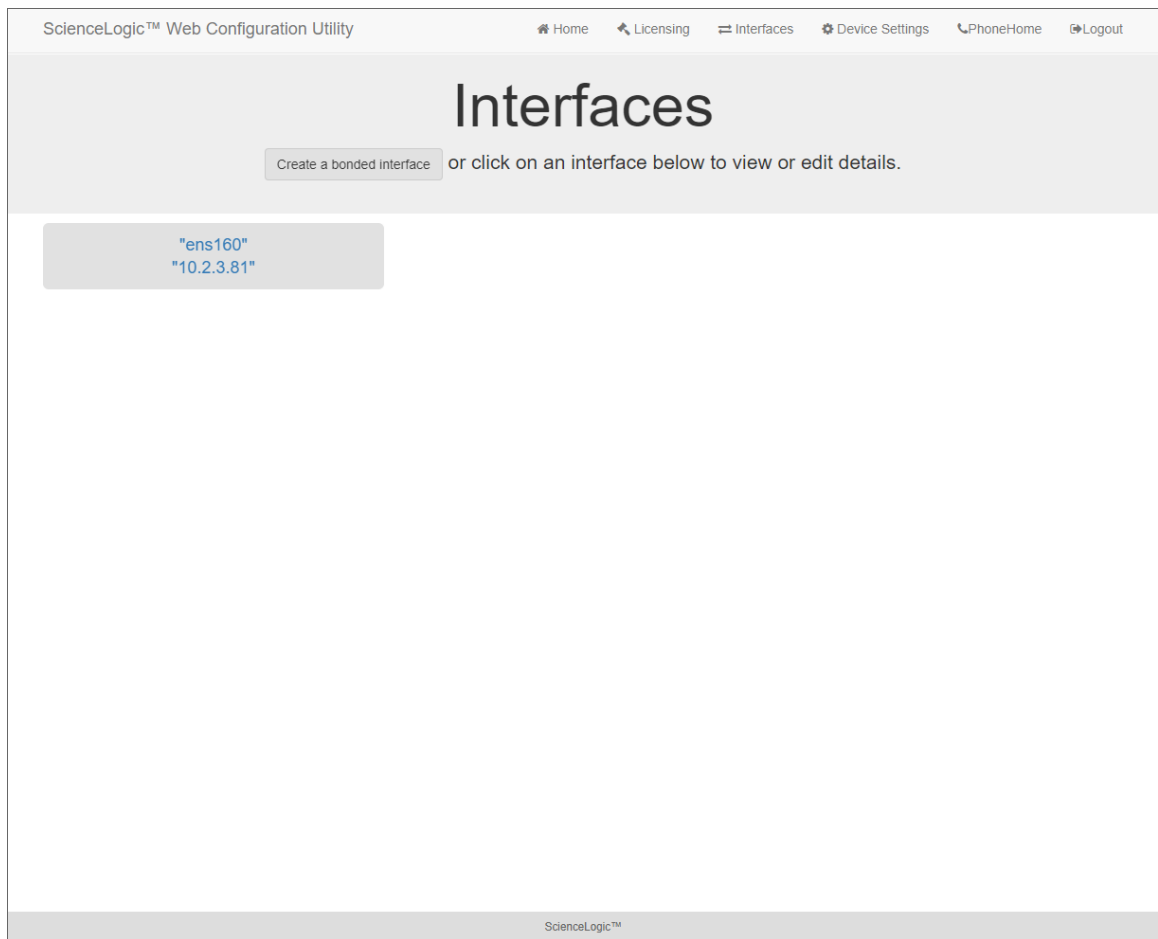 ScienceLogic™ Web Configuration Utility Home Licensing Interfaces Device Settings PhoneHome Logout
Interfaces
Create a bonded interface or click on an interface below to view or edit details.
"ens160"
"10.2.3.81"
ScienceLogic™